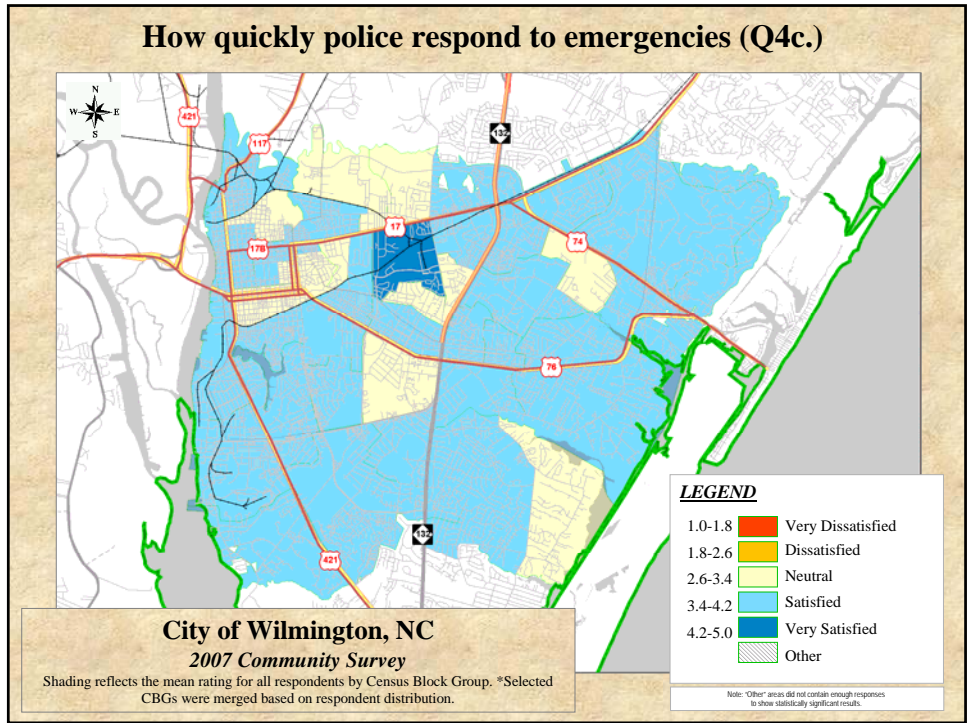 How quickly police respond to emergencies (Q4c.)
N
W E
S
421
117
132
17
17B
74
76
132
421
LEGEND
1.0-1.8 Very Dissatisfied
1.8-2.6 Dissatisfied
2.6-3.4 Neutral
3.4-4.2 Satisfied
4.2-5.0 Very Satisfied
Other
City of Wilmington, NC
2007 Community Survey
Shading reflects the mean rating for all respondents by Census Block Group. *Selected
CBGs were merged based on respondent distribution.
Note: "Other" areas did not contain enough responses
to show statistically significant results.